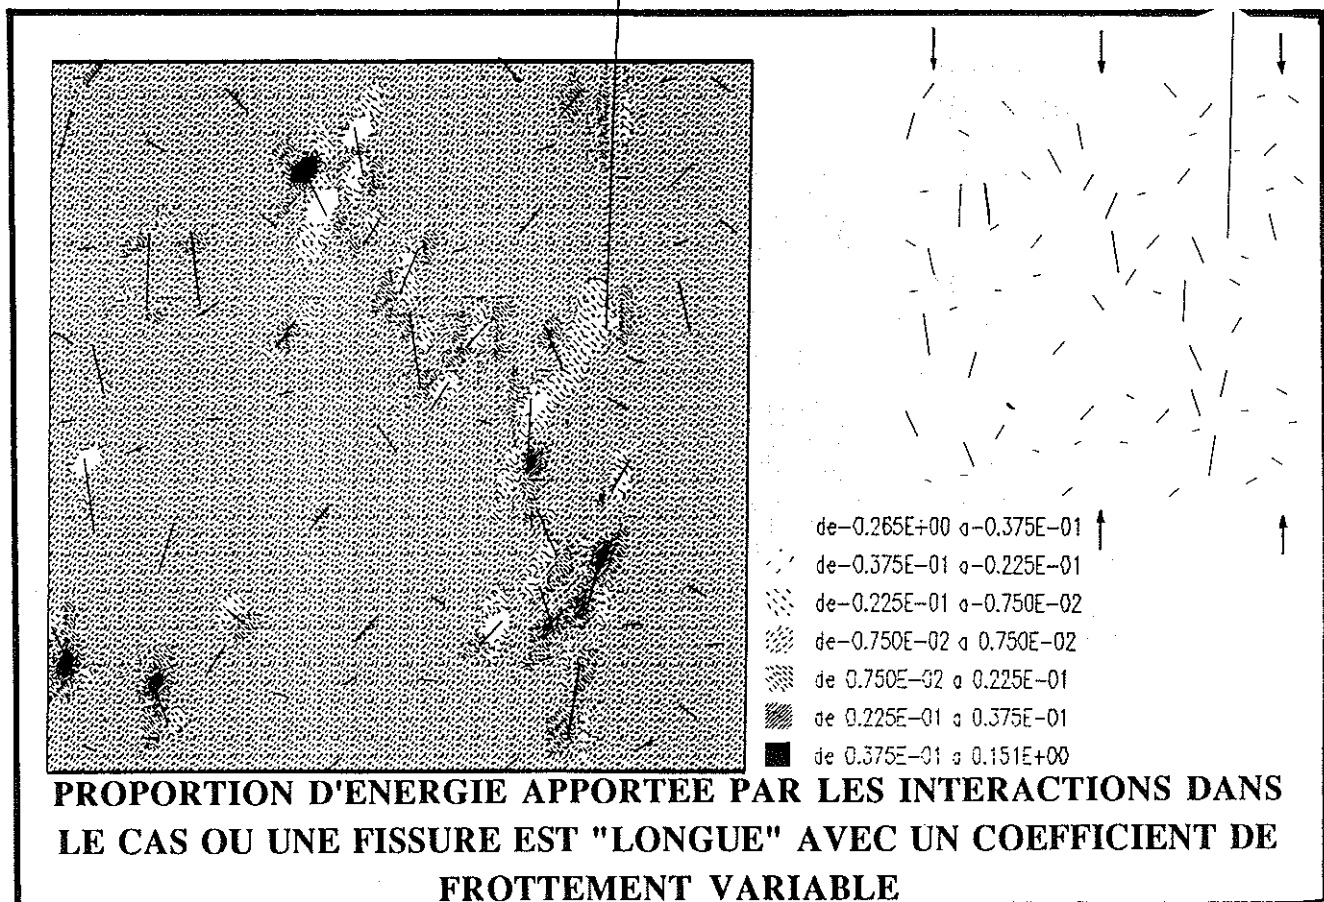 de-0.265E+00 a-0.375E-01
de-0.375E-01 a-0.225E-01
de-0.225E-01 a-0.750E-02
de-0.750E-02 a 0.750E-02
de 0.750E-02 a 0.225E-01
de 0.225E-01 a 0.375E-01
de 0.375E-01 a 0.151E+00
PROPORTION D'ENERGIE APPORTEE PAR LES INTERACTIONS DANS
LE CAS OU UNE FISSURE EST "LONGUE" AVEC UN COEFFICIENT DE
FROTTEMENT VARIABLE